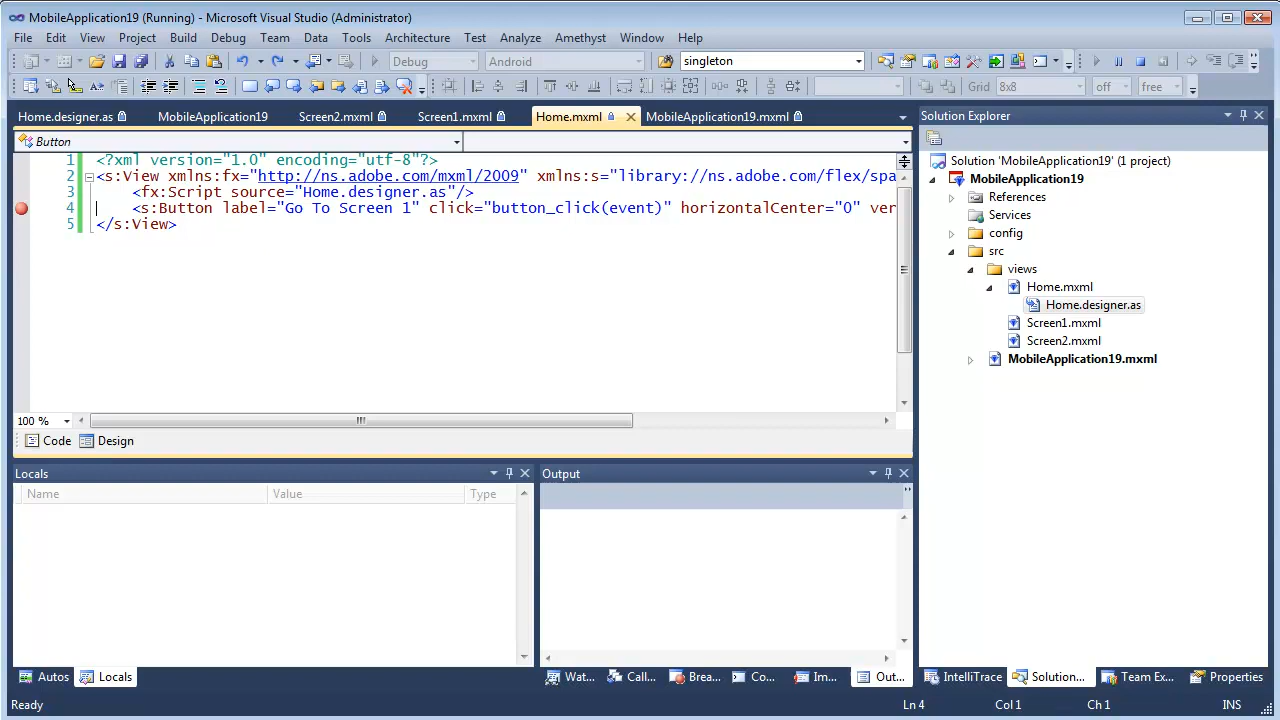 MobileApplication19 (Running) - Microsoft Visual Studio (Administrator)
File Edit View Project Build Debug Team Data Tools Architecture Test Analyze Amethyst Window Help
Debug Android singleton
Grid 8x8 off free
Home.designer.as MobileApplication19 Screen2.mxml Screen1.mxml Home.mxml MobileApplication19.mxml
Button
1 <?xml version="1.0" encoding="utf-8"?>
2 <s:View xmlns:fx="http://ns.adobe.com/mxml/2009" xmlns:s="library://ns.adobe.com/flex/spa
3 <fx:Script source="Home.designer.as"/>
4 <s:Button label="Go To Screen 1" click="button_click(event)" horizontalCenter="0" ver
5 </s:View>
100 %
Code Design
Solution Explorer
Solution 'MobileApplication19' (1 project)
MobileApplication19
References
Services
config
src
views
Home.mxml
Home.designer.as
Screen1.mxml
Screen2.mxml
MobileApplication19.mxml
Locals
Name Value Type
Output
Autos Locals
Wat... Call... Brea... Co... Im... Out...
IntelliTrace Solution... Team Ex... Properties
Ready Ln 4 Col 1 Ch 1 INS